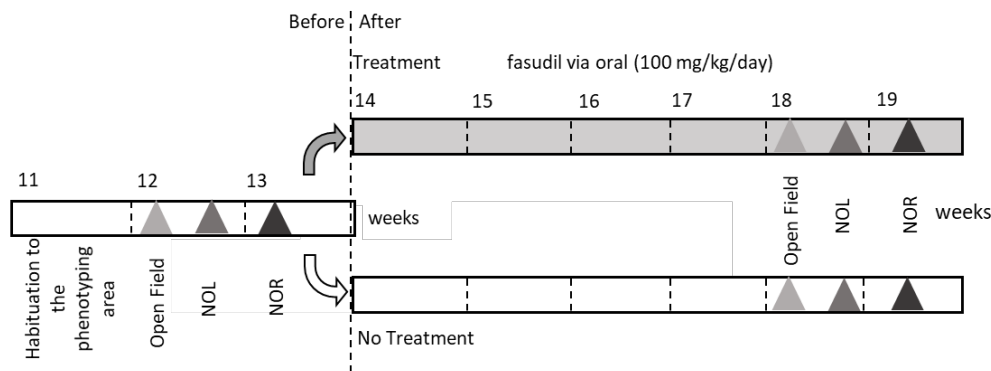 Before After
Treatment fasudil via oral (100 mg/kg/day)
14 15 16 17 18 19
11 12 13
weeks
Habituation to
the
phenotyping
area
Open Field
NOL
NOR
Open Field
NOL
NOR
weeks
No Treatment